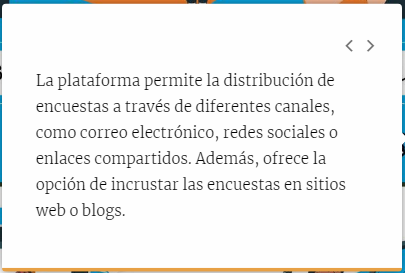 La plataforma permite la distribución de
encuestas a través de diferentes canales,
como correo electrónico, redes sociales o
enlaces compartidos. Además, ofrece la
opción de incrustar las encuestas en sitios
web o blogs.